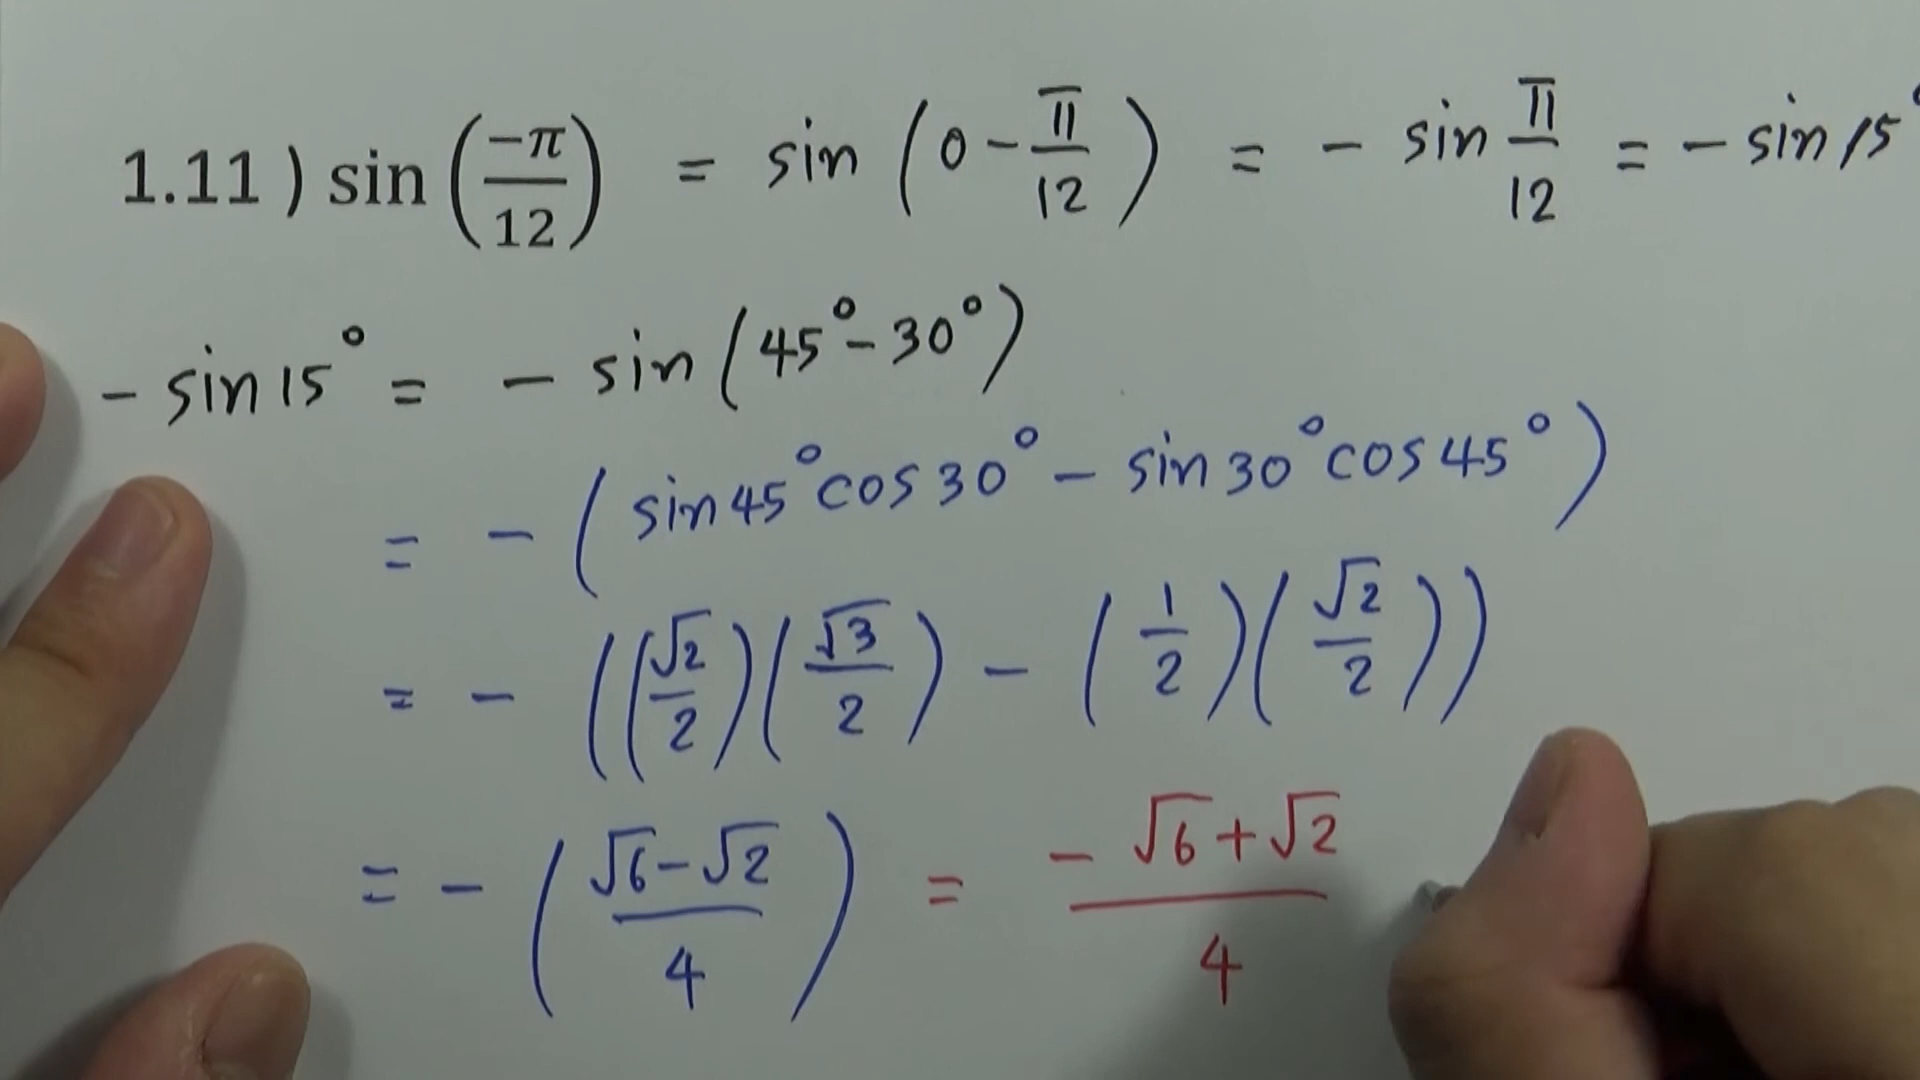 1.11 ) sin (-π/12) = sin (0 - π/12) = - sin π/12 = - sin 15°
- sin 15° = - sin (45° - 30°)
= - ( sin 45° cos 30° - sin 30° cos 45° )
= - ((√2/2)(√3/2) - (1/2)(√2/2))
= - ((√6-√2)/4) = (-√6+√2)/4